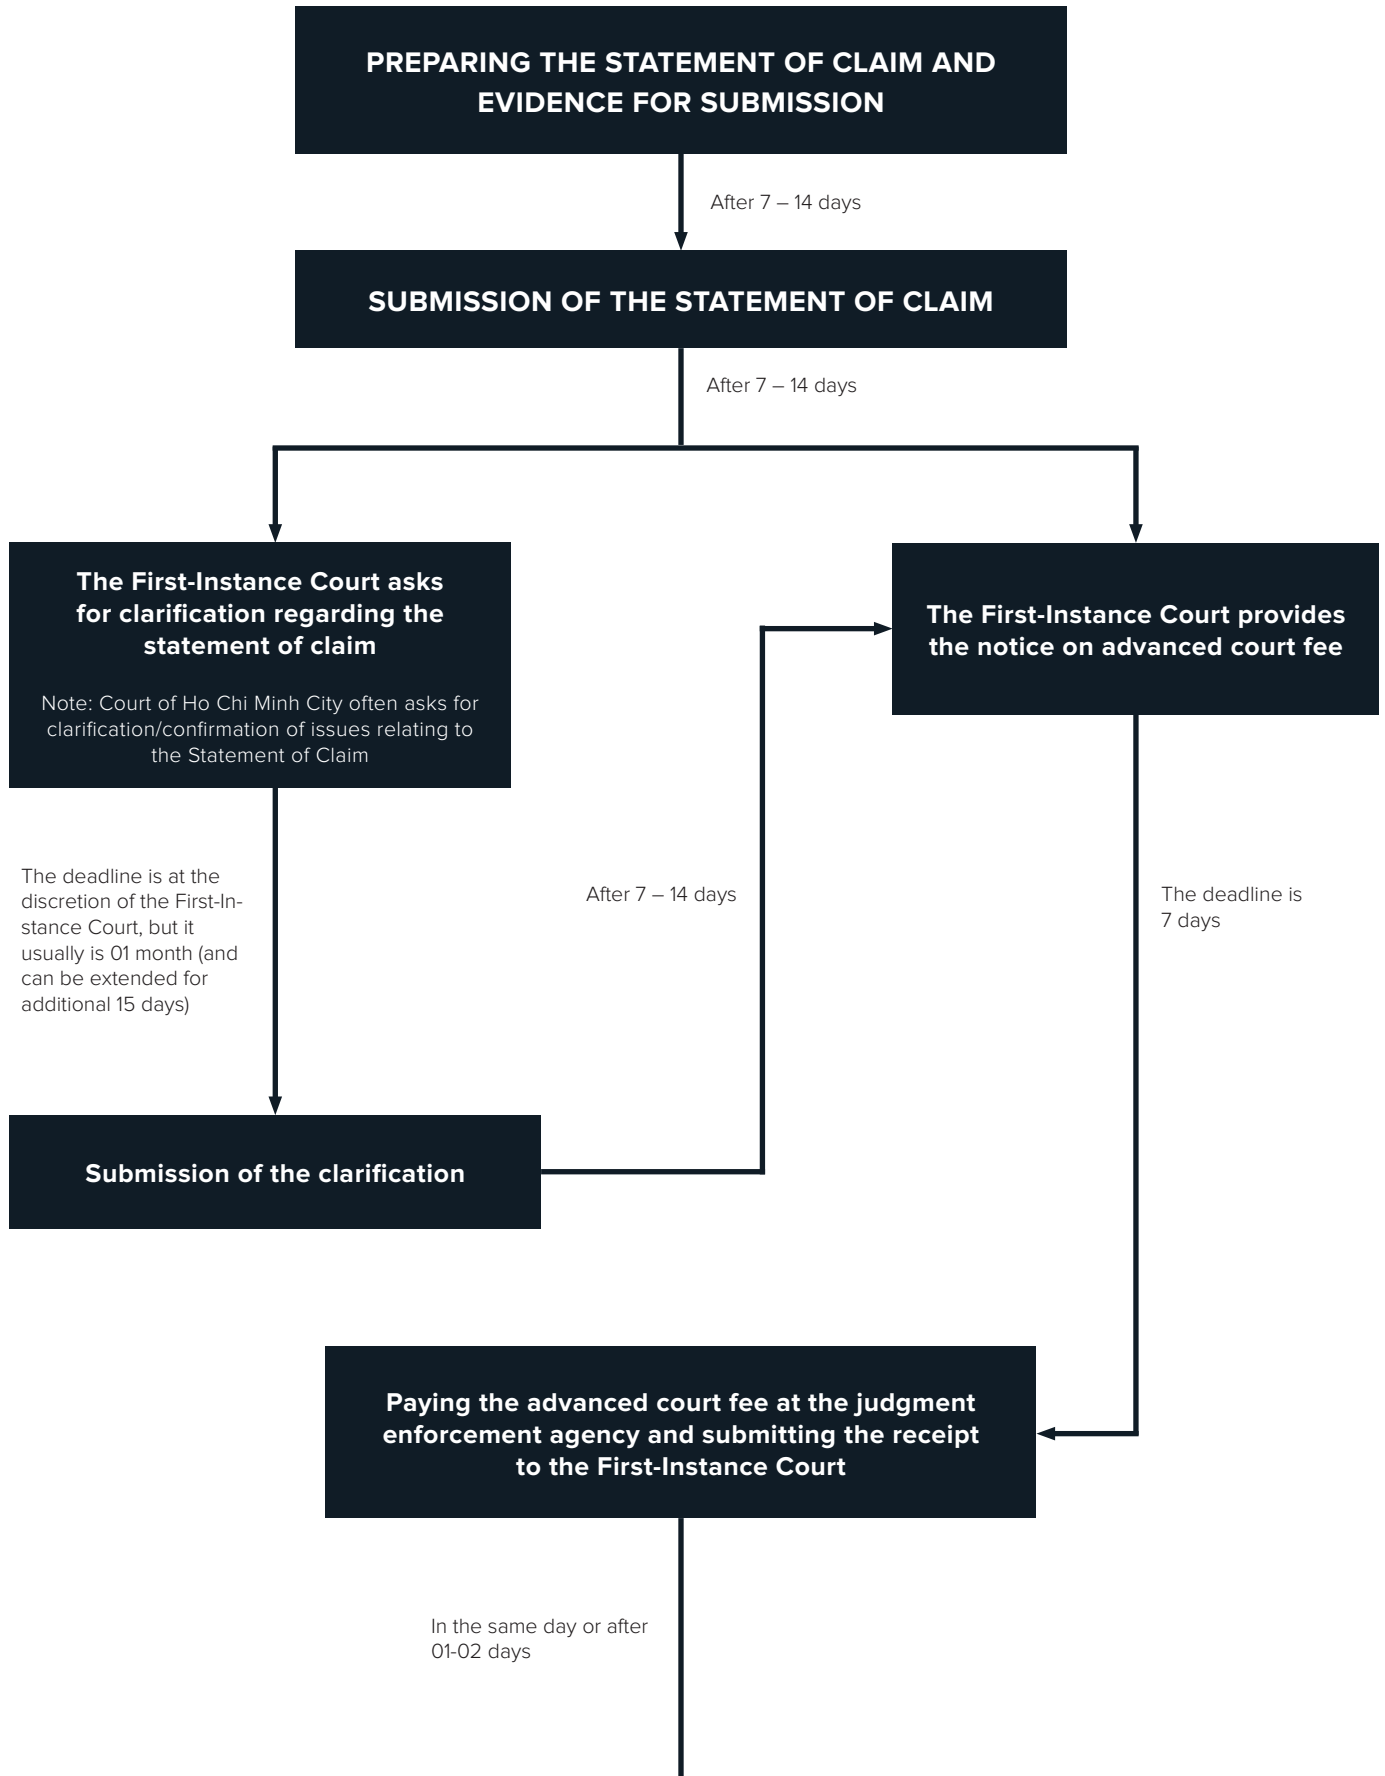 PREPARING THE STATEMENT OF CLAIM AND
EVIDENCE FOR SUBMISSION
After 7 – 14 days
SUBMISSION OF THE STATEMENT OF CLAIM
After 7 – 14 days
The First-Instance Court asks
for clarification regarding the
statement of claim
Note: Court of Ho Chi Minh City often asks for
clarification/confirmation of issues relating to
the Statement of Claim
The First-Instance Court provides
the notice on advanced court fee
The deadline is at the
discretion of the First-In-
stance Court, but it
usually is 01 month (and
can be extended for
additional 15 days)
After 7 – 14 days
The deadline is
7 days
Submission of the clarification
Paying the advanced court fee at the judgment
enforcement agency and submitting the receipt
to the First-Instance Court
In the same day or after
01-02 days